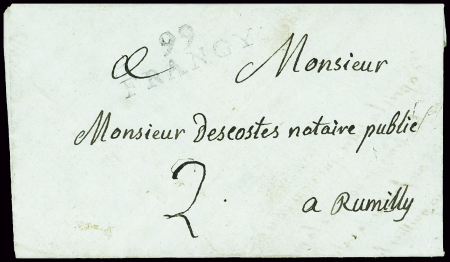 99
FRANGY
A Monsieur
Monsieur Descostes notaire public
2
a Rumilly